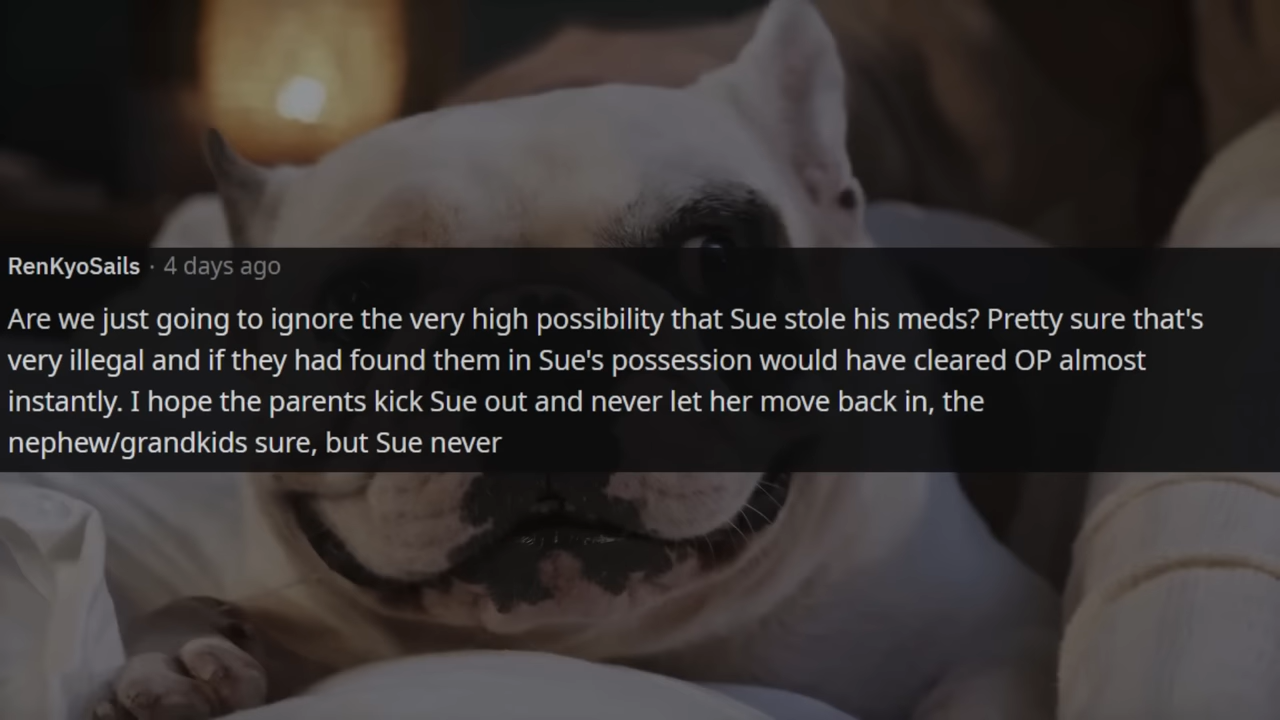 RenKyoSails · 4 days ago
Are we just going to ignore the very high possibility that Sue stole his meds? Pretty sure that's
very illegal and if they had found them in Sue's possession would have cleared OP almost
instantly. I hope the parents kick Sue out and never let her move back in, the
nephew/grandkids sure, but Sue never